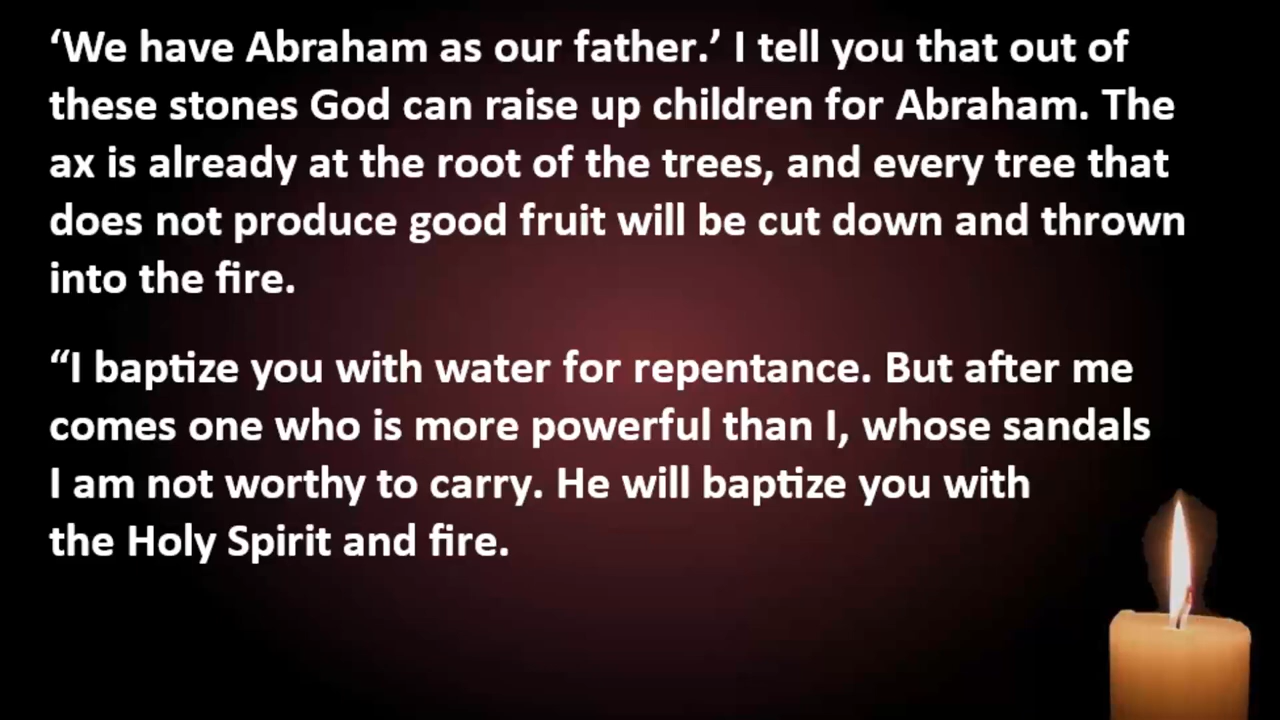 ‘We have Abraham as our father.’ I tell you that out of
these stones God can raise up children for Abraham. The
ax is already at the root of the trees, and every tree that
does not produce good fruit will be cut down and thrown
into the fire.
“I baptize you with water for repentance. But after me
comes one who is more powerful than I, whose sandals
I am not worthy to carry. He will baptize you with
the Holy Spirit and fire.